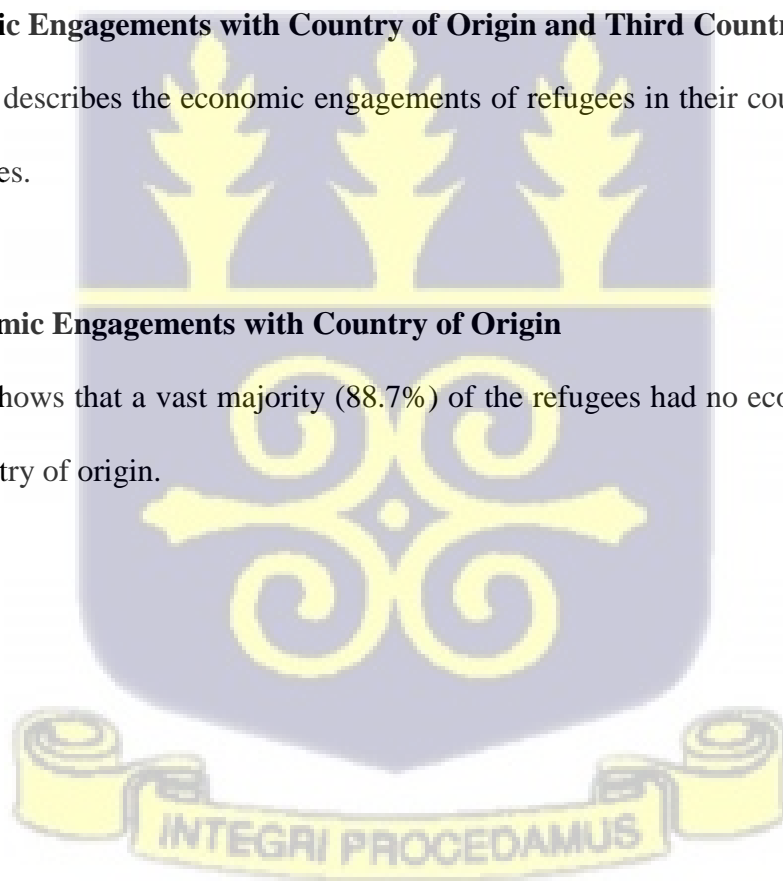 ic Engagements with Country of Origin and Third Countr
describes the economic engagements of refugees in their cou
es.
mic Engagements with Country of Origin
hows that a vast majority (88.7%) of the refugees had no eco
try of origin.
INTEGRI PROCEDAMUS